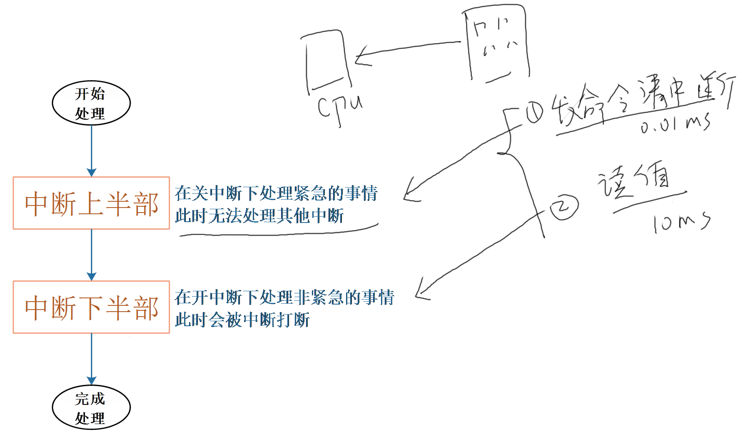 CPU
开始
处理
① 发命令清中断
0.01ms
中断上半部
在关中断下处理紧急的事情
此时无法处理其他中断
② 读值
10ms
中断下半部
在开中断下处理非紧急的事情
此时会被中断打断
完成
处理